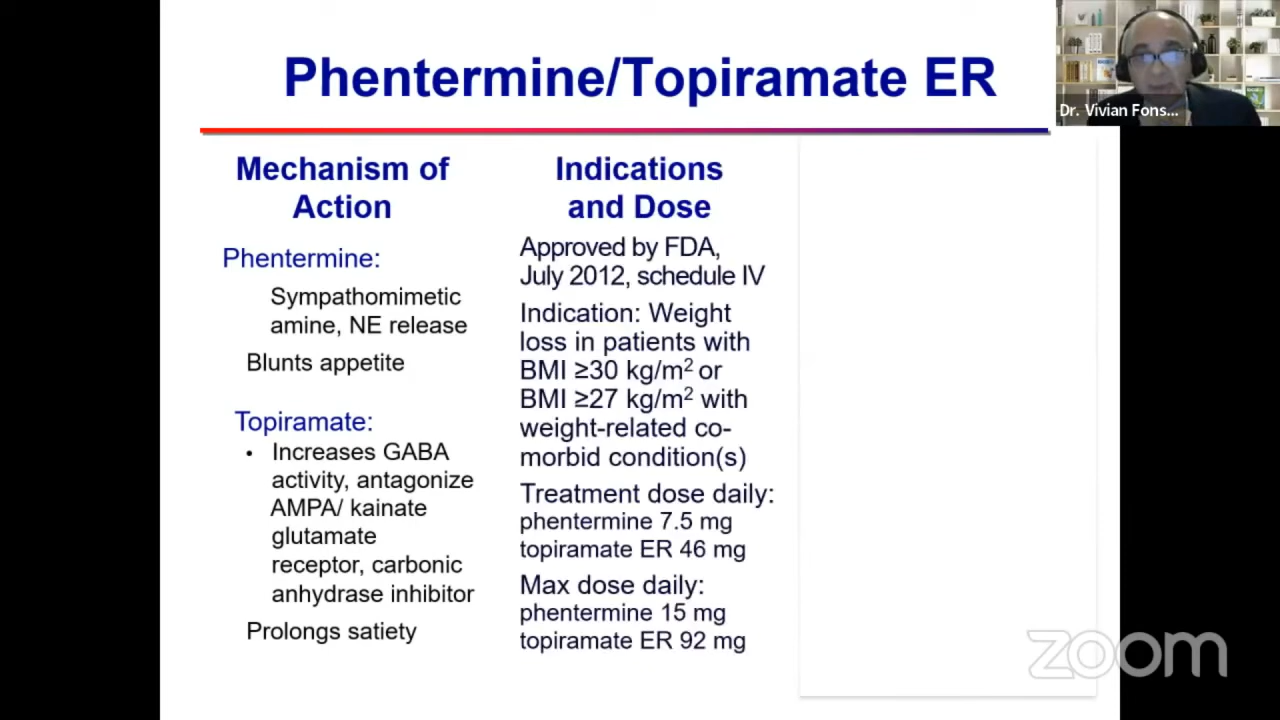 Phentermine/Topiramate ER
Dr. Vivian Fons...
Mechanism of
Action
Phentermine:
Sympathomimetic
amine, NE release
Blunts appetite
Topiramate:
• Increases GABA
activity, antagonize
AMPA/ kainate
glutamate
receptor, carbonic
anhydrase inhibitor
Prolongs satiety
Indications
and Dose
Approved by FDA,
July 2012, schedule IV
Indication: Weight
loss in patients with
BMI ≥30 kg/m² or
BMI ≥27 kg/m² with
weight-related co-
morbid condition(s)
Treatment dose daily:
phentermine 7.5 mg
topiramate ER 46 mg
Max dose daily:
phentermine 15 mg
topiramate ER 92 mg
zoom